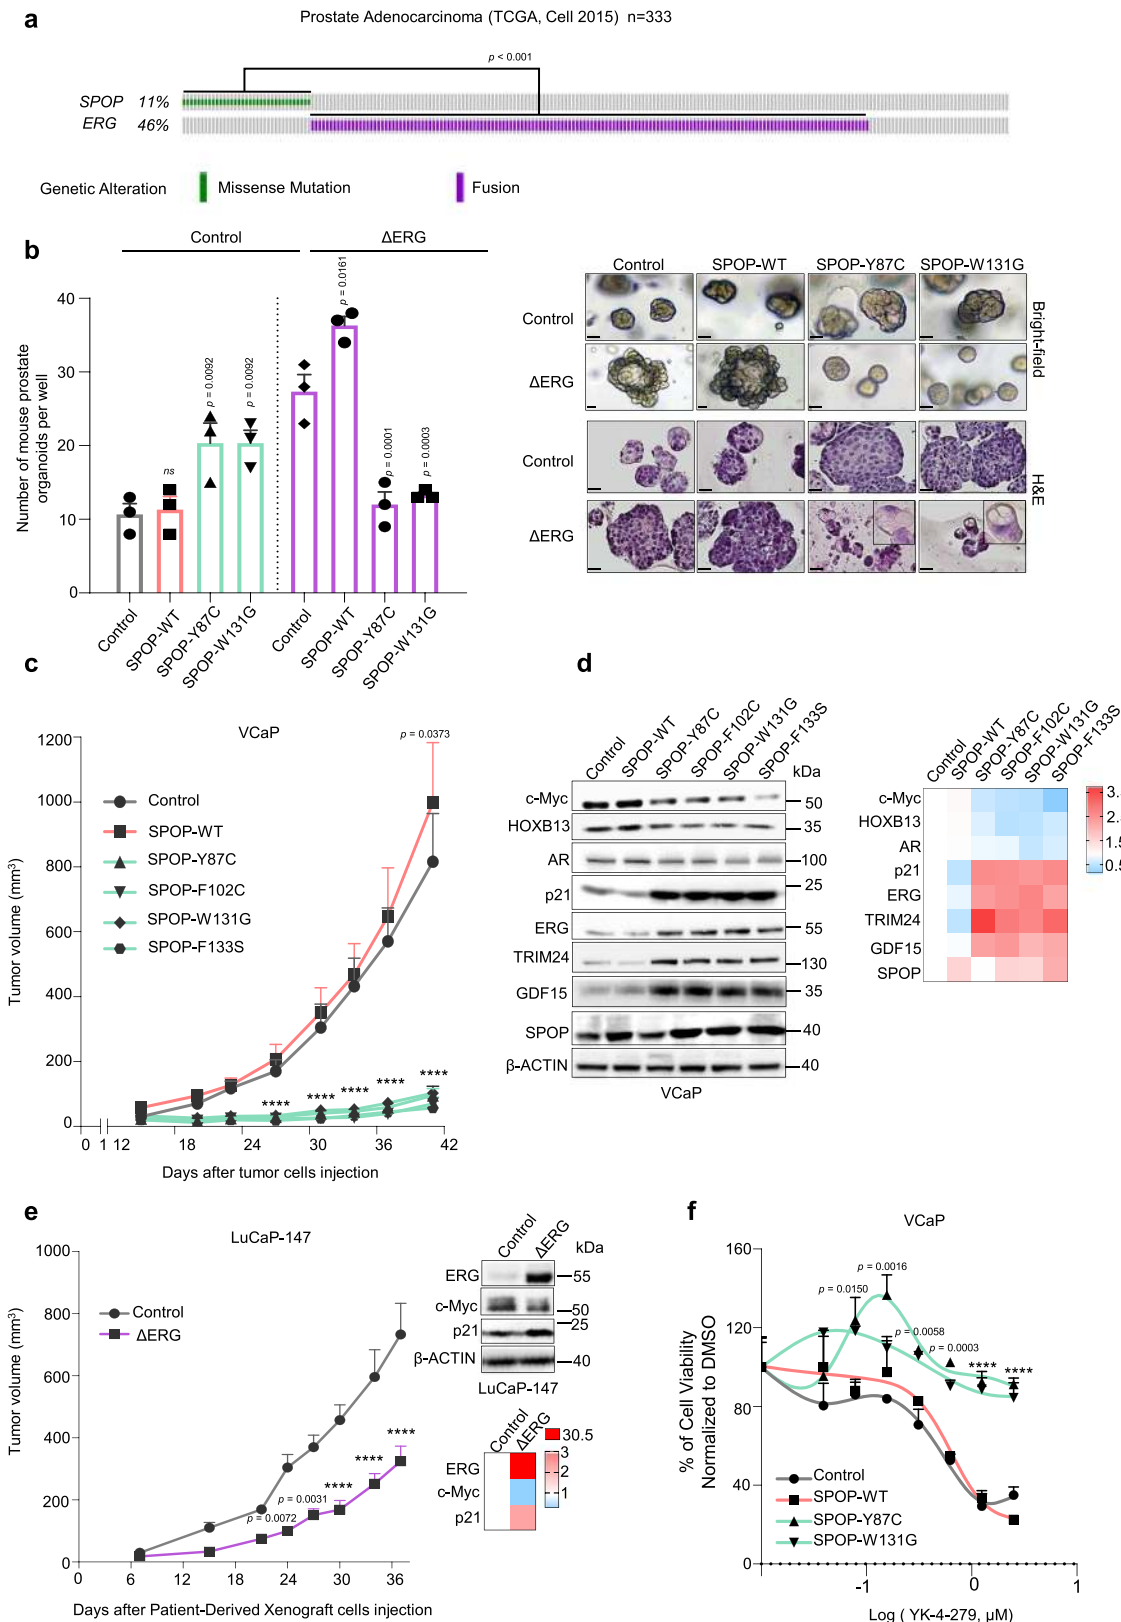 a
Prostate Adenocarcinoma (TCGA, Cell 2015) n=333
p < 0.001
SPOP 11%
ERG 46%
Genetic Alteration Missense Mutation Fusion
b
Control ΔERG
Number of mouse prostate
organoids per well
40
30
20
10
0
ns
p = 0.0092
p = 0.0092
p = 0.0161
p = 0.0001
p = 0.0003
Control SPOP-WT SPOP-Y87C SPOP-W131G Control SPOP-WT SPOP-Y87C SPOP-W131G
Control SPOP-WT SPOP-Y87C SPOP-W131G
Control
ΔERG
Bright-field
Control
ΔERG
H&E
c
VCaP
Tumor volume (mm³)
1200
1000
800
600
400
200
0
p = 0.0373
Control
SPOP-WT
SPOP-Y87C
SPOP-F102C
SPOP-W131G
SPOP-F133S
**** **** **** **** ****
0 1 12 18 24 30 36 42
Days after tumor cells injection
d
Control SPOP-WT SPOP-Y87C SPOP-F102C SPOP-W131G SPOP-F133S
kDa
c-Myc 50
HOXB13 35
AR 100
p21 25
ERG 55
TRIM24 130
GDF15 35
SPOP 40
β-ACTIN 40
VCaP
Control SPOP-WT SPOP-Y87C SPOP-F102C SPOP-W131G SPOP-F133S
c-Myc
HOXB13
AR
p21
ERG
TRIM24
GDF15
SPOP
2.5
1.5
0.5
e
LuCaP-147
Tumor volume (mm³)
1000
800
600
400
200
0
Control
ΔERG
p = 0.0072
p = 0.0031
**** **** ****
0 6 12 18 24 30 36
Days after Patient-Derived Xenograft cells injection
Control ΔERG kDa
ERG 55
c-Myc 50
p21 25
β-ACTIN 40
LuCaP-147
Control ΔERG
30.5
3
2
1
ERG
c-Myc
p21
f
VCaP
% of Cell Viability
Normalized to DMSO
160
120
80
40
0
p = 0.0150
p = 0.0016
p = 0.0058
p = 0.0003
**** ****
Control
SPOP-WT
SPOP-Y87C
SPOP-W131G
-1 0 1
Log ( YK-4-279, μM)